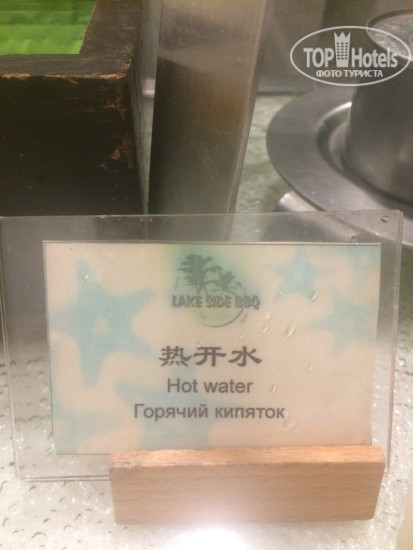 TOP Hotels
ФОТО ТУРИСТА
LAKE SIDE BBQ
热开水
Hot water
Горячий кипяток